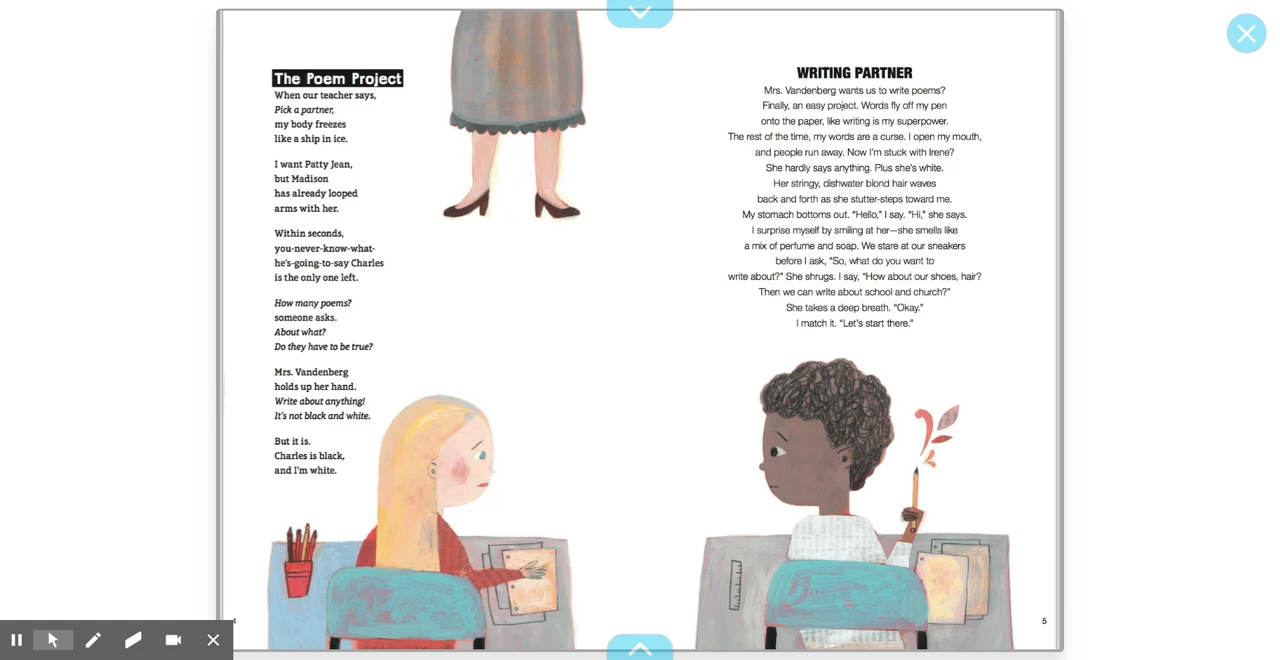 The Poem Project
When our teacher says,
Pick a partner,
my body freezes
like a ship in ice.
I want Patty Jean,
but Madison
has already looped
arms with her.
Within seconds,
you-never-know-what-
he's-going-to-say Charles
is the only one left.
How many poems?
someone asks.
About what?
Do they have to be true?
Mrs. Vandenberg
holds up her hand.
Write about anything!
It's not black and white.
But it is.
Charles is black,
and I'm white.
4
WRITING PARTNER
Mrs. Vandenberg wants us to write poems?
Finally, an easy project. Words fly off my pen
onto the paper, like writing is my superpower.
The rest of the time, my words are a curse. I open my mouth,
and people run away. Now I'm stuck with Irene?
She hardly says anything. Plus she's white.
Her stringy, dishwater blond hair waves
back and forth as she stutter-steps toward me.
My stomach bottoms out. "Hello," I say. "Hi," she says.
I surprise myself by smiling at her—she smells like
a mix of perfume and soap. We stare at our sneakers
before I ask, "So, what do you want to
write about?" She shrugs. I say, "How about our shoes, hair?
Then we can write about school and church?"
She takes a deep breath. "Okay."
I match it. "Let's start there."
5